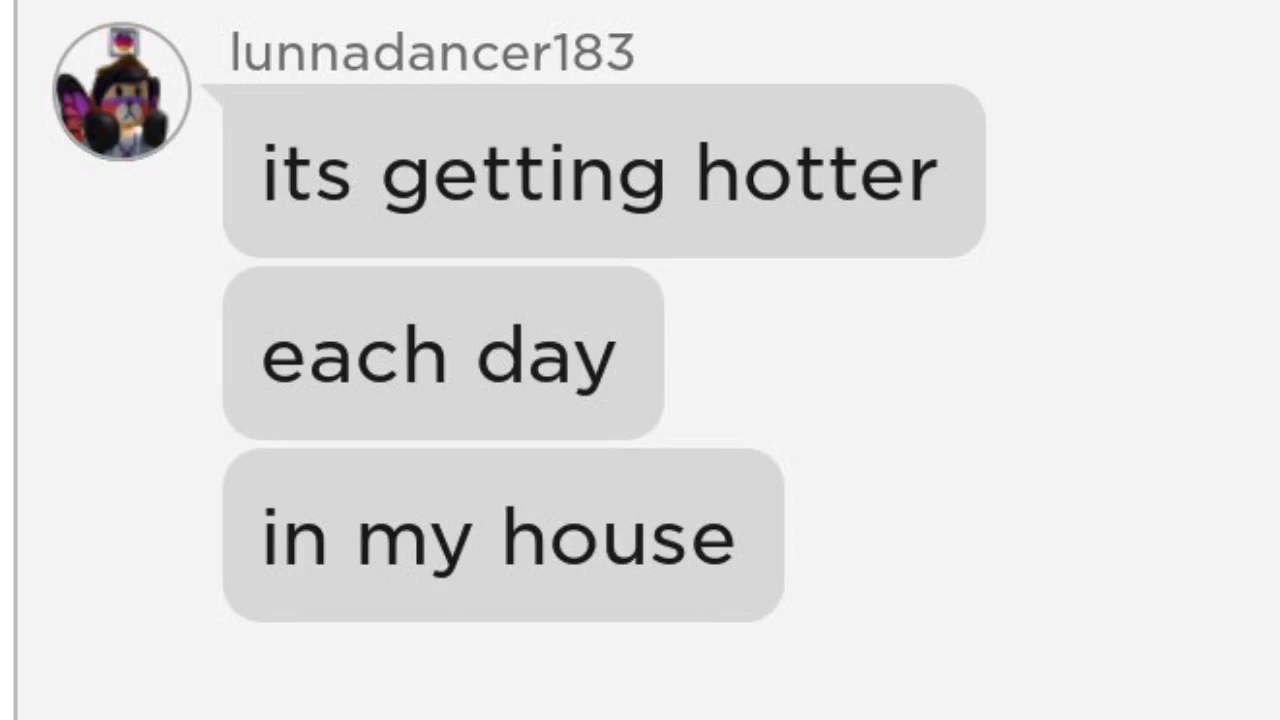 lunnadancer183
its getting hotter
each day
in my house